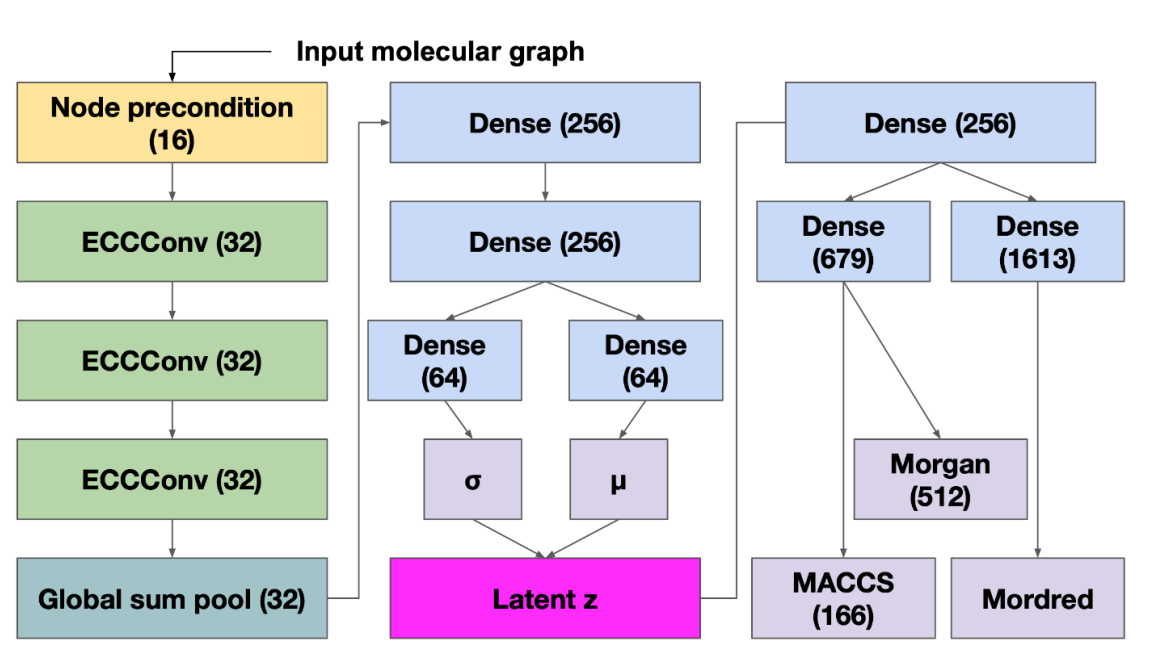 Input molecular graph
Node precondition
(16)
ECCConv (32)
ECCConv (32)
ECCConv (32)
Global sum pool (32)
Dense (256)
Dense (256)
Dense
(64)
Dense
(64)
σ
μ
Latent z
Dense (256)
Dense
(679)
Dense
(1613)
Morgan
(512)
MACCS
(166)
Mordred